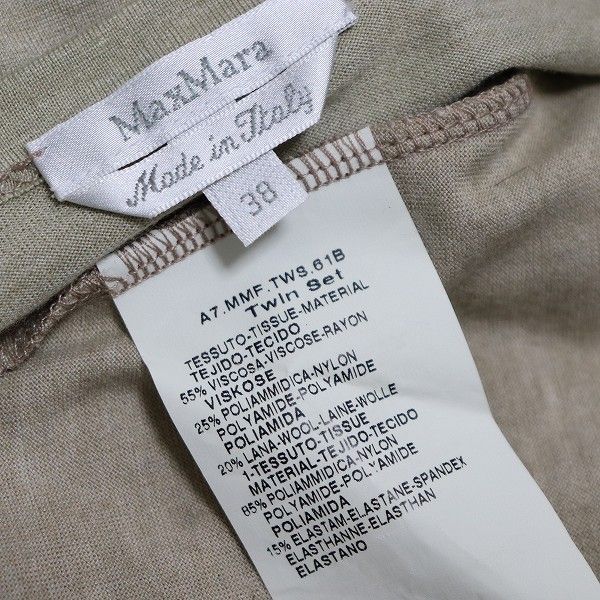 MaxMara
Made in Italy
38
A7.MMF.TWS.61B
Twin Set
TESSUTO-TISSUE-MATERIAL
TEJIDO-TECIDO
55% VISCOSA-VISCOSE-RAYON
VISKOSE
25% POLIAMMIDICA-NYLON
POLYAMIDE-POLYAMIDE
POLIAMIDA
20% LANA-WOOL-LAINE-WOLLE
1-TESSUTO-TISSUE
MATERIAL-TEJIDO-TECIDO
85% POLIAMMIDICA-NYLON
POLYAMIDE-POLYAMIDE
POLIAMIDA
15% ELASTAM-ELASTANE-SPANDEX
ELASTHANNE-ELASTHAN
ELASTANO